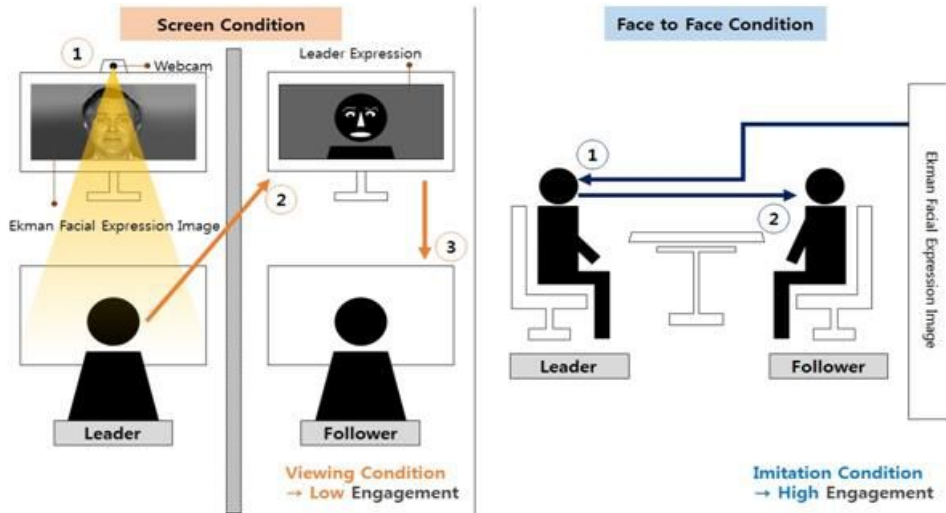 Screen Condition
1
Webcam
Leader Expression
Ekman Facial Expression Image
2
3
Leader
Follower
Viewing Condition
→ Low Engagement
Face to Face Condition
1
2
Ekman Facial Expression Image
Leader
Follower
Imitation Condition
→ High Engagement